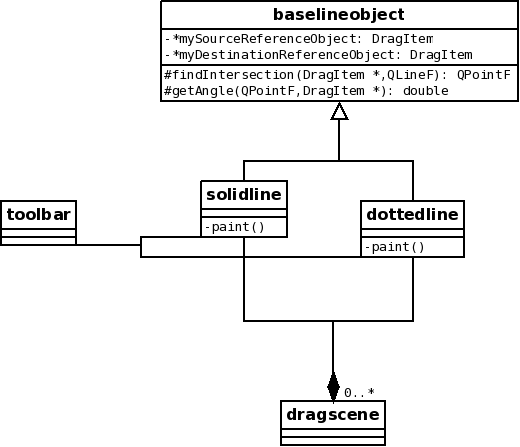 baselineobject
-*mySourceReferenceObject: DragItem
-*myDestinationReferenceObject: DragItem
#findIntersection(DragItem *,QLineF): QPointF
#getAngle(QPointF,DragItem *): double
solidline
-paint()
toolbar
dottedline
-paint()
0..*
dragscene